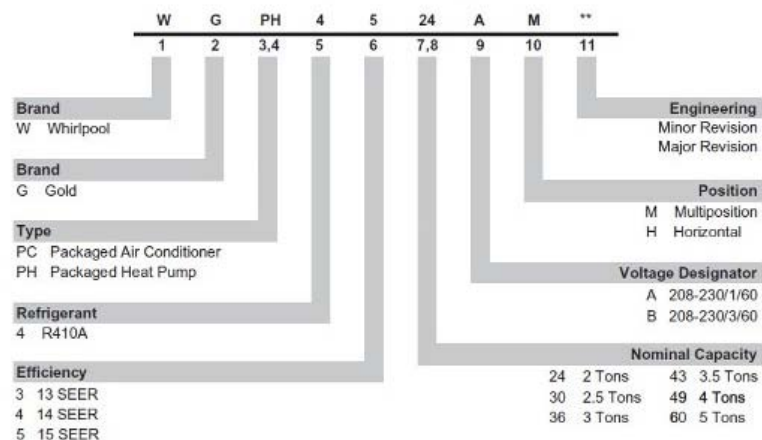 W G PH 4 5 24 A M **
1 2 3,4 5 6 7,8 9 10 11
Brand
W Whirlpool
Brand
G Gold
Type
PC Packaged Air Conditioner
PH Packaged Heat Pump
Refrigerant
4 R410A
Efficiency
3 13 SEER
4 14 SEER
5 15 SEER
Engineering
Minor Revision
Major Revision
Position
M Multiposition
H Horizontal
Voltage Designator
A 208-230/1/60
B 208-230/3/60
Nominal Capacity
24 2 Tons 43 3.5 Tons
30 2.5 Tons 49 4 Tons
36 3 Tons 60 5 Tons